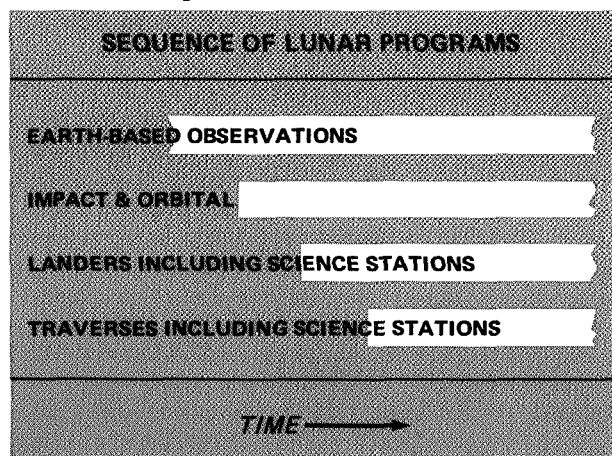 SEQUENCE OF LUNAR PROGRAMS
EARTH-BASED OBSERVATIONS
IMPACT & ORBITAL
LANDERS INCLUDING SCIENCE STATIONS
TRAVERSES INCLUDING SCIENCE STATIONS
TIME